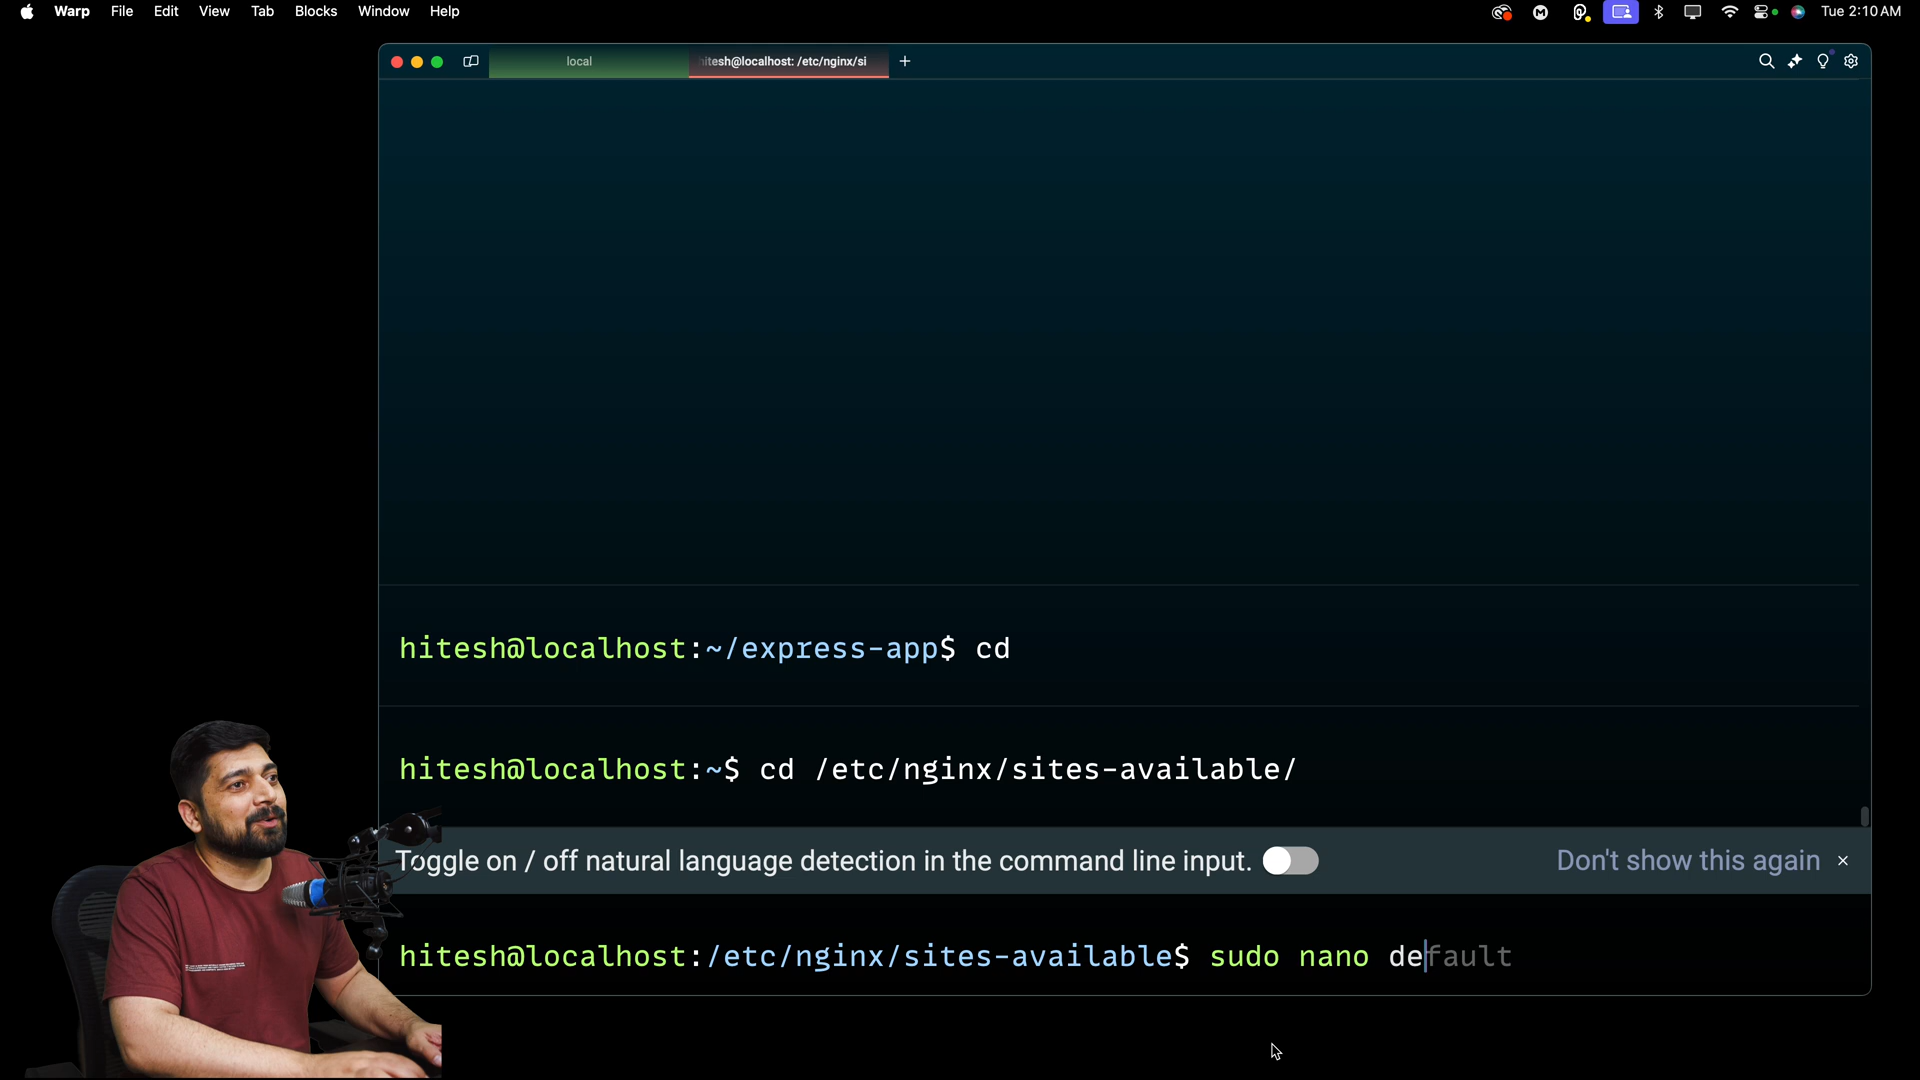 Warp File Edit View Tab Blocks Window Help
Tue 2:10 AM
local
hitesh@localhost: /etc/nginx/si
hitesh@localhost:~/express-app$ cd
hitesh@localhost:~$ cd /etc/nginx/sites-available/
Toggle on / off natural language detection in the command line input.
Don't show this again
hitesh@localhost:/etc/nginx/sites-available$ sudo nano default